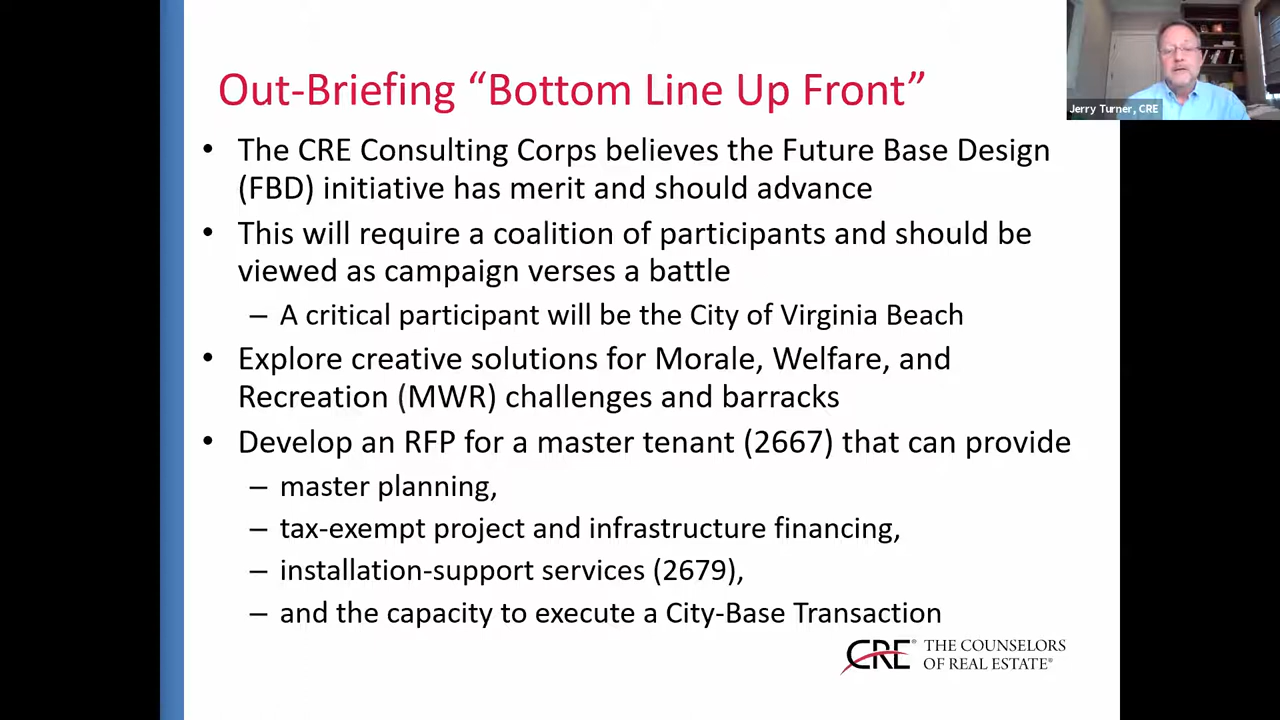 Out-Briefing “Bottom Line Up Front”
• The CRE Consulting Corps believes the Future Base Design
(FBD) initiative has merit and should advance
• This will require a coalition of participants and should be
viewed as campaign verses a battle
– A critical participant will be the City of Virginia Beach
• Explore creative solutions for Morale, Welfare, and
Recreation (MWR) challenges and barracks
• Develop an RFP for a master tenant (2667) that can provide
– master planning,
– tax-exempt project and infrastructure financing,
– installation-support services (2679),
– and the capacity to execute a City-Base Transaction
CRE® THE COUNSELORS
OF REAL ESTATE®
Jerry Turner, CRE